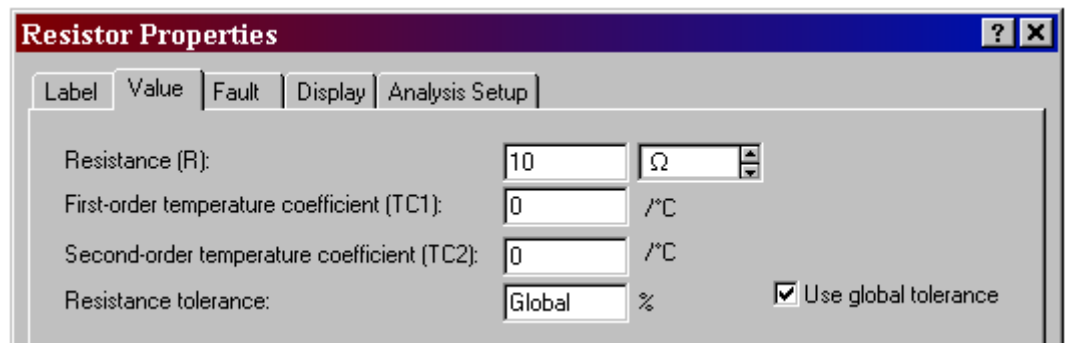 Resistor Properties ? X
Label Value Fault Display Analysis Setup
Resistance (R): 10 Ω
First-order temperature coefficient (TC1): 0 /°C
Second-order temperature coefficient (TC2): 0 /°C
Resistance tolerance: Global % Use global tolerance